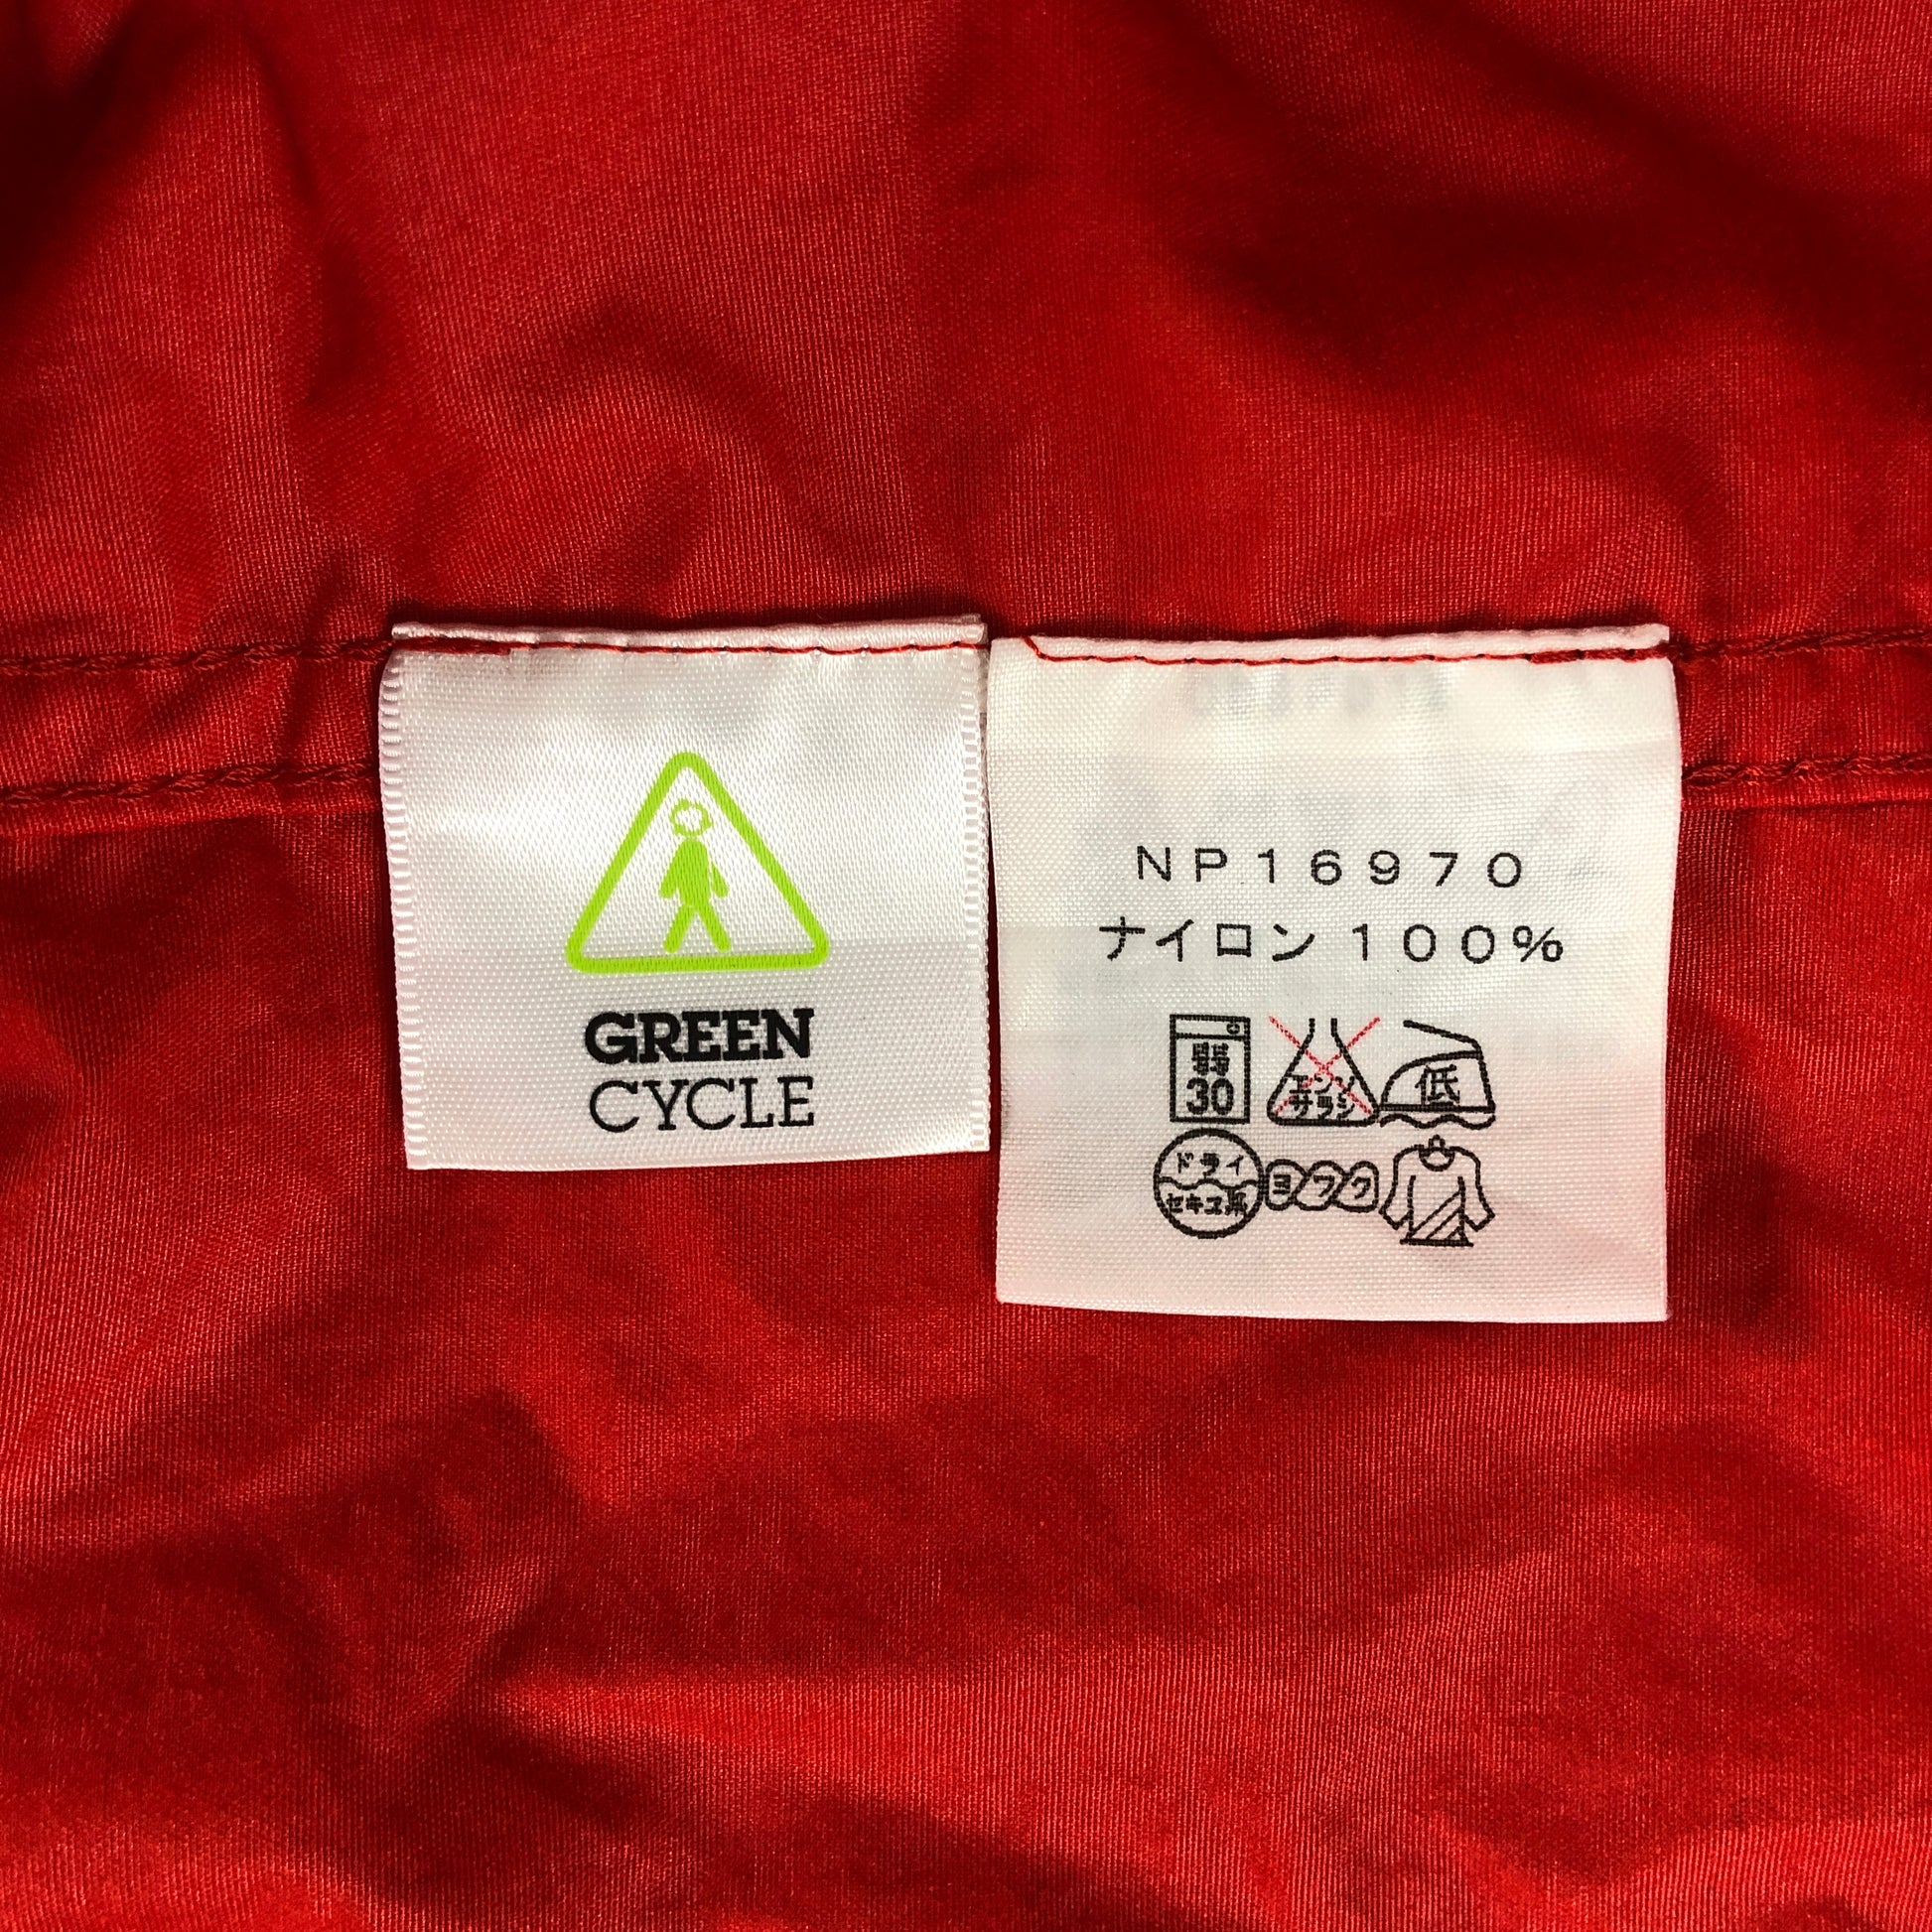 GREEN
CYCLE
NP16970
ナイロン100%
弱
30
エンソ
サラシ
低
ドライ
セキユ系
ヨワク